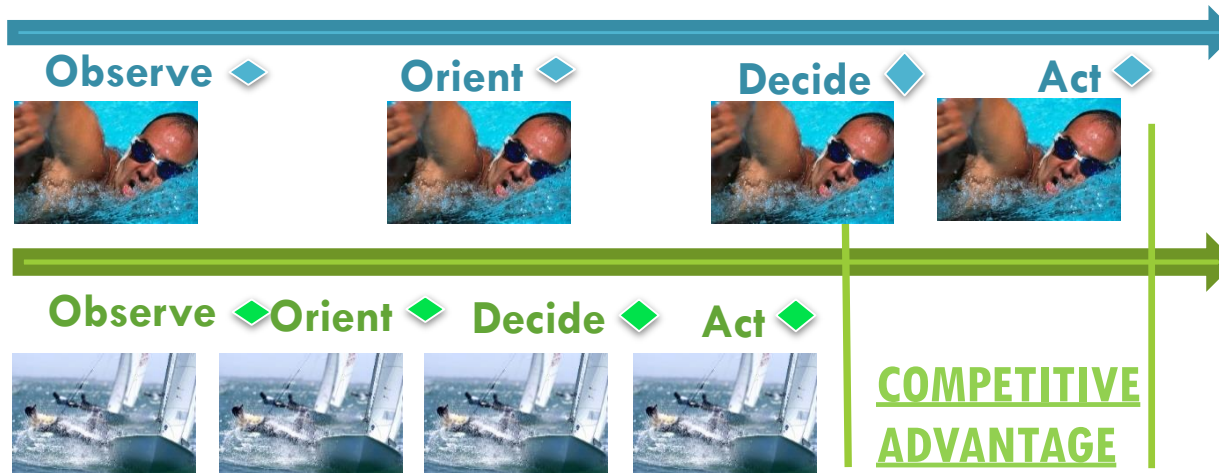 Observe Orient Decide Act
Observe Orient Decide Act
COMPETITIVE
ADVANTAGE